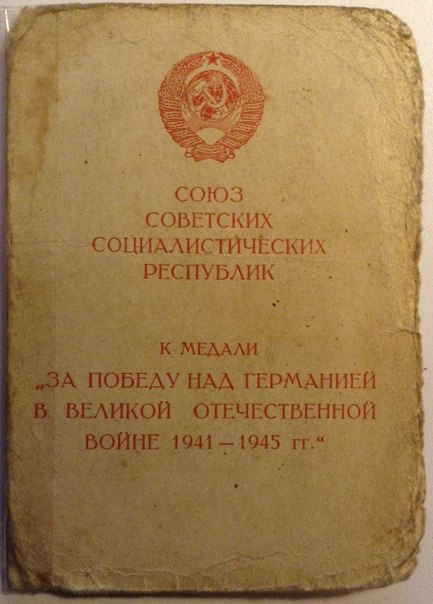 СОЮЗ
СОВЕТСКИХ
СОЦИАЛИСТИЧЕСКИХ
РЕСПУБЛИК
К МЕДАЛИ
„ЗА ПОБЕДУ НАД ГЕРМАНИЕЙ
В ВЕЛИКОЙ ОТЕЧЕСТВЕННОЙ
ВОЙНЕ 1941—1945 гг.“